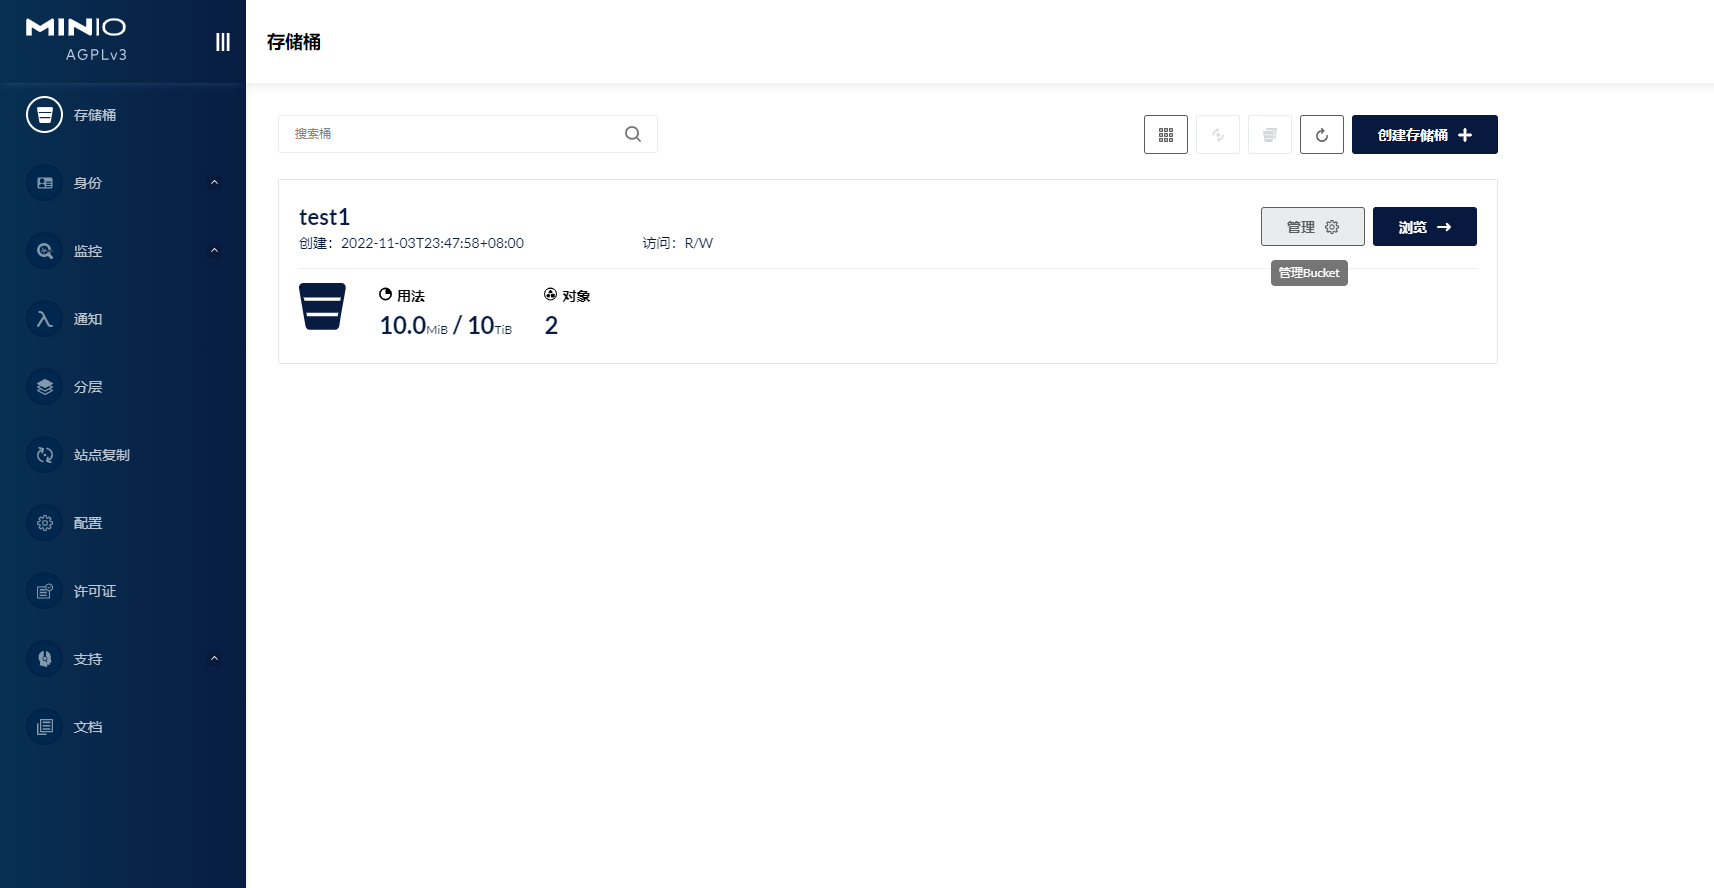 MINIO
AGPLv3
存储桶
身份
监控
通知
分层
站点复制
配置
许可证
支持
文档
存储桶
搜索桶
创建存储桶
test1
创建：2022-11-03T23:47:58+08:00 访问：R/W
管理
浏览
管理Bucket
用法 对象
10.0MiB / 10TiB 2